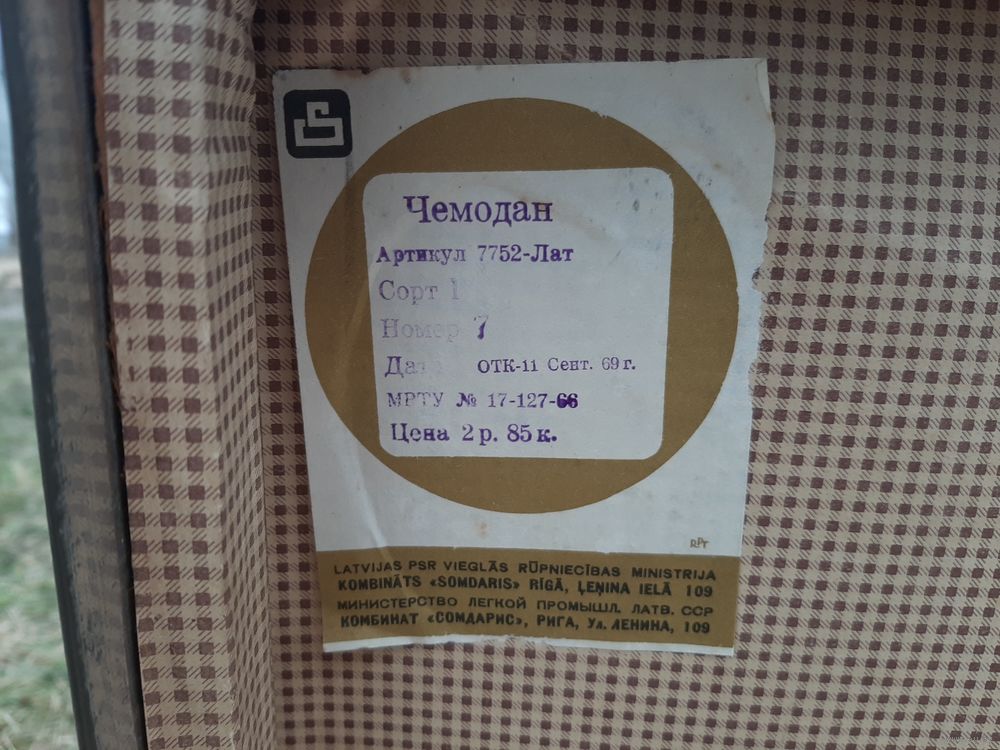 Чемодан
Артикул 7752-Лат
Сорт 1
Номер 7
Дата ОТК-11 Сент. 69 г.
МРТУ № 17-127-66
Цена 2 р. 85 к.
RPT
LATVIJAS PSR VIEGLĀS RŪPNIECĪBAS MINISTRIJA
KOMBINĀTS «SOMDARIS» RĪGĀ, ĻEŅINA IELĀ 109
МИНИСТЕРСТВО ЛЕГКОЙ ПРОМЫШЛ. ЛАТВ. ССР
КОМБИНАТ «СОМДАРИС», РИГА, Ул. ЛЕНИНА, 109